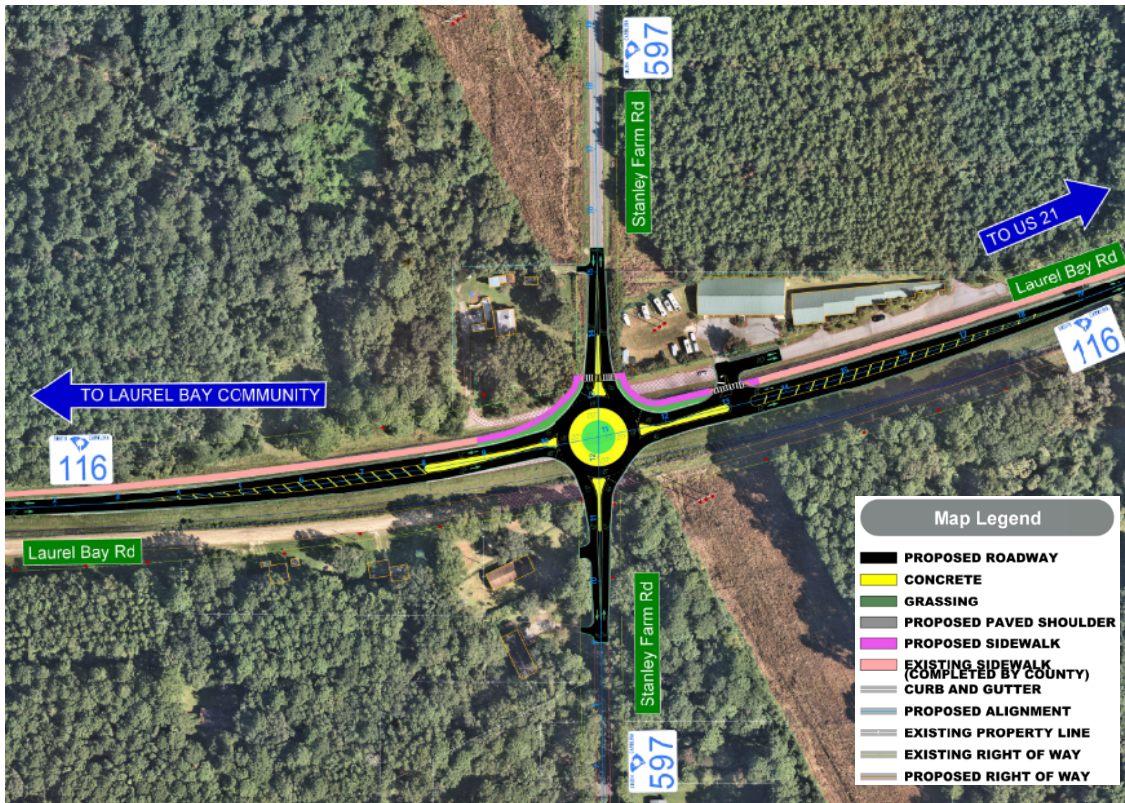 SOUTH CAROLINA
597
Stanley Farm Rd
TO US 21
Laurel Bay Rd
116
TO LAUREL BAY COMMUNITY
116
Laurel Bay Rd
Stanley Farm Rd
597
Map Legend
PROPOSED ROADWAY
CONCRETE
GRASSING
PROPOSED PAVED SHOULDER
PROPOSED SIDEWALK
EXISTING SIDEWALK
(COMPLETED BY COUNTY)
CURB AND GUTTER
PROPOSED ALIGNMENT
EXISTING PROPERTY LINE
EXISTING RIGHT OF WAY
PROPOSED RIGHT OF WAY